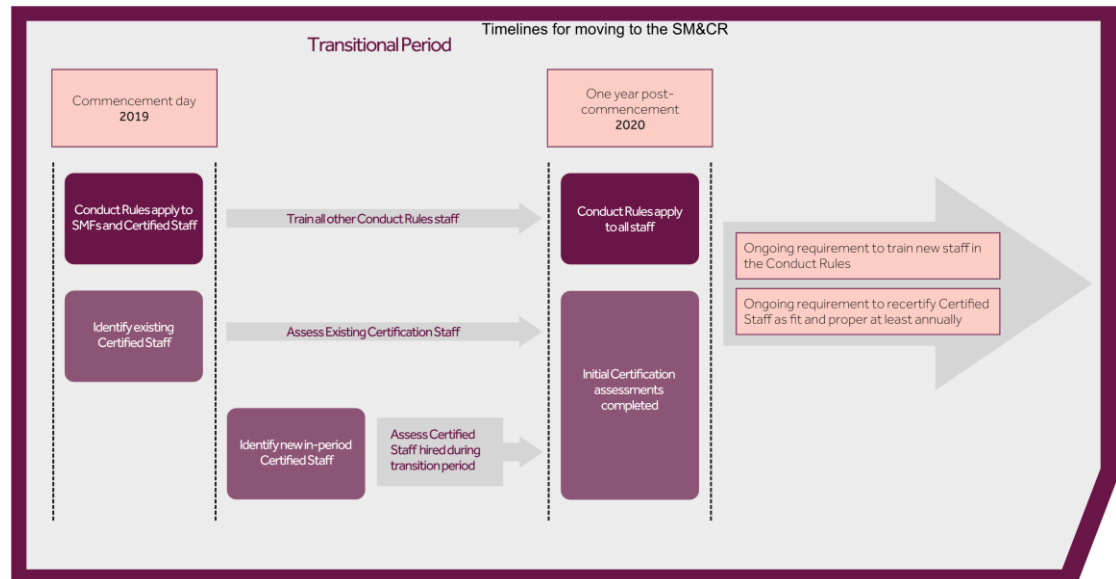 Timelines for moving to the SM&CR
Transitional Period
Commencement day
2019
One year post-
commencement
2020
Conduct Rules apply to
SMFs and Certified Staff
Train all other Conduct Rules staff
Conduct Rules apply
to all staff
Ongoing requirement to train new staff in
the Conduct Rules
Ongoing requirement to recertify Certified
Staff as fit and proper at least annually
Identify existing
Certified Staff
Assess Existing Certification Staff
Initial Certification
assessments
completed
Identify new in-period
Certified Staff
Assess Certified
Staff hired during
transition period